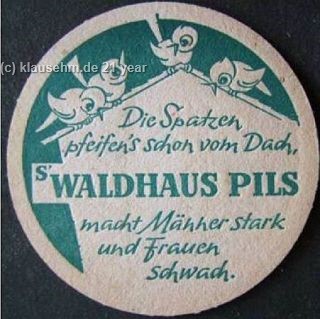 (c) klausehm.de 21 year
Die Spatzen
pfeifen's schon vom Dach,
s' WALDHAUS PILS
macht Männer stark
und Frauen
schwach.